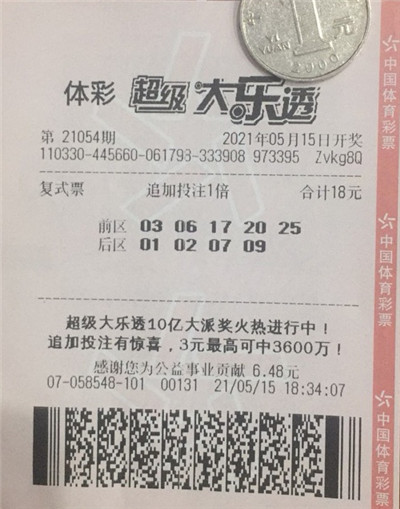 1元
YI YUAN
2000
体彩 超级大乐透
第 21054期 2021年05月15日开奖
110330-445660-061798-333908 973395 Zvkg8Q
复式票 追加投注1倍 合计18元
前区 03 06 17 20 25
后区 01 02 07 09
超级大乐透10亿大派奖火热进行中！
追加投注有惊喜，3元最高可中3600万！
感谢您为公益事业贡献 6.48元
07-058548-101 00131 21/05/15 18:34:07
中国体育彩票
中国体育彩票
中国体育彩票